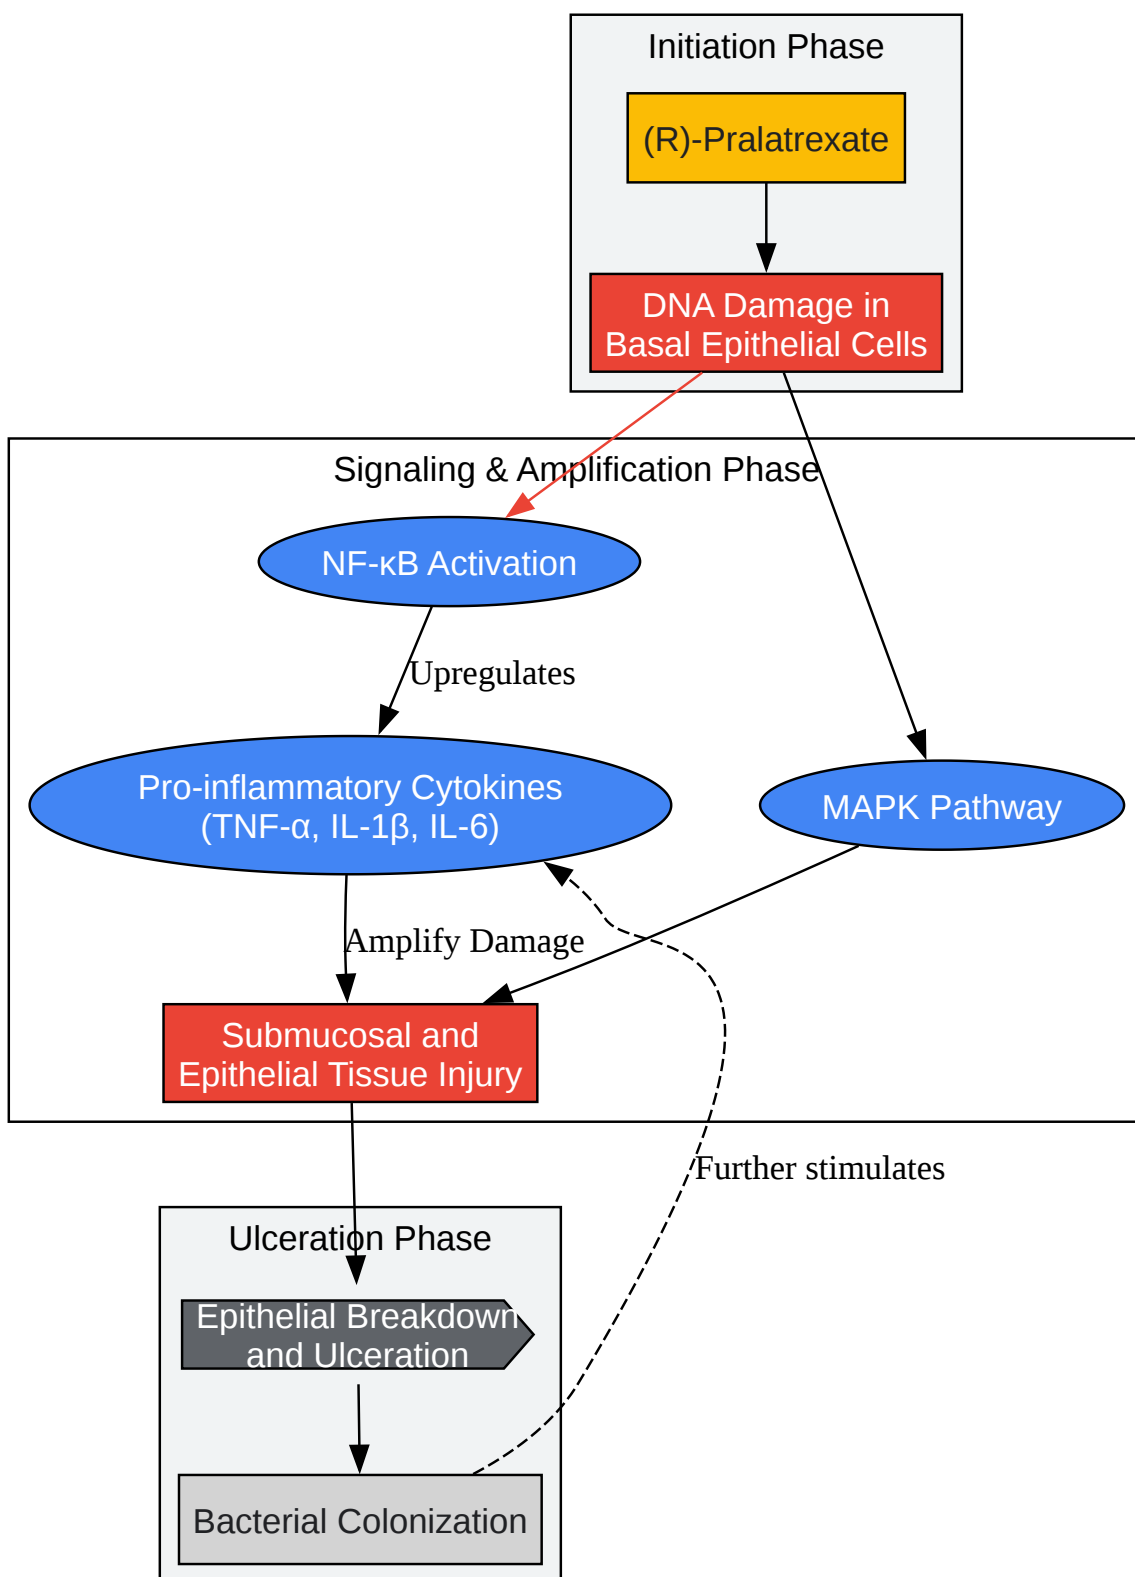 Initiation Phase
(R)-Pralatrexate
DNA Damage in
Basal Epithelial Cells
Signaling & Amplification Phase
NF-κB Activation
Upregulates
Pro-inflammatory Cytokines
(TNF-α, IL-1β, IL-6)
MAPK Pathway
Amplify Damage
Submucosal and
Epithelial Tissue Injury
Further stimulates
Ulceration Phase
Epithelial Breakdown
and Ulceration
Bacterial Colonization